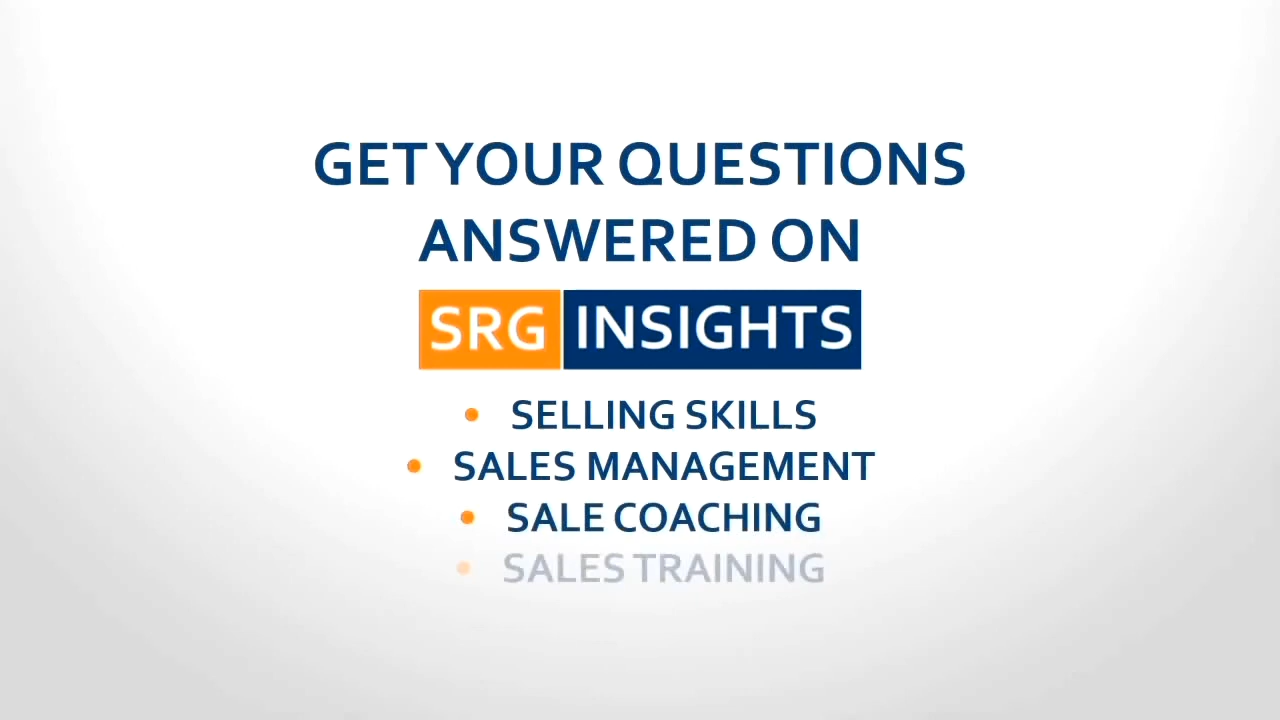 GET YOUR QUESTIONS
ANSWERED ON
SRG INSIGHTS
• SELLING SKILLS
• SALES MANAGEMENT
• SALE COACHING
• SALES TRAINING